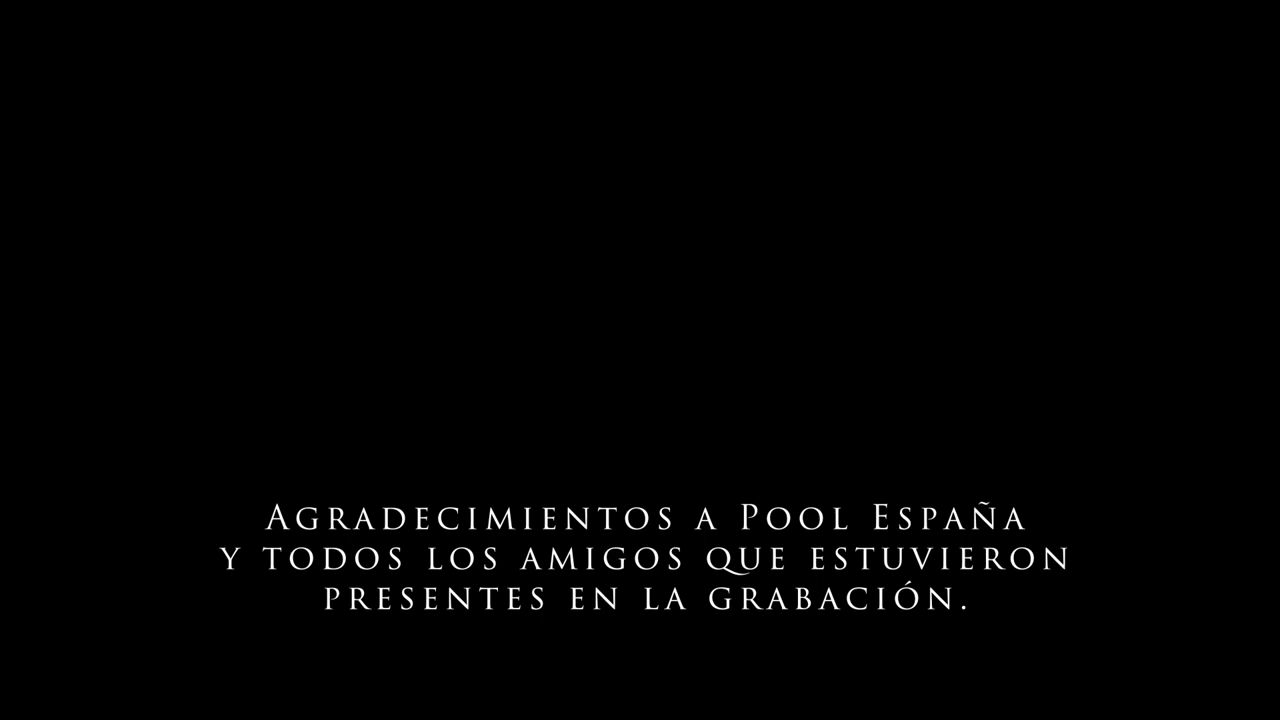 Agradecimientos a Pool España
y todos los amigos que estuvieron
presentes en la grabación.